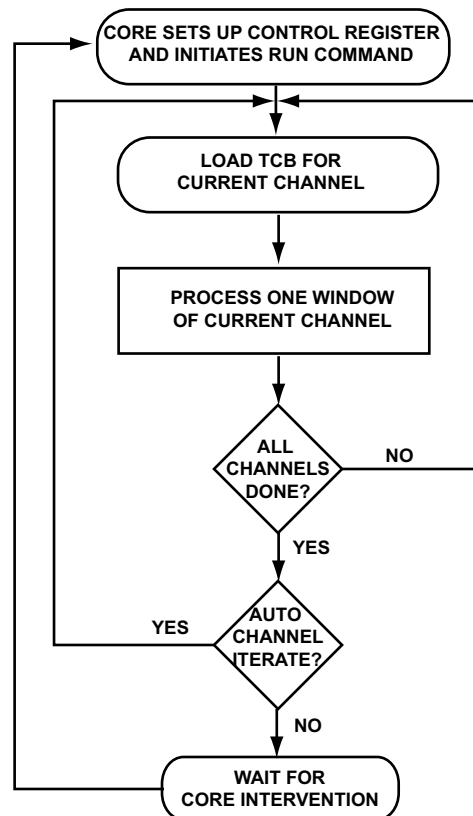 CORE SETS UP CONTROL REGISTER
AND INITIATES RUN COMMAND
LOAD TCB FOR
CURRENT CHANNEL
PROCESS ONE WINDOW
OF CURRENT CHANNEL
ALL
CHANNELS
DONE?
NO
YES
AUTO
CHANNEL
ITERATE?
YES
NO
WAIT FOR
CORE INTERVENTION